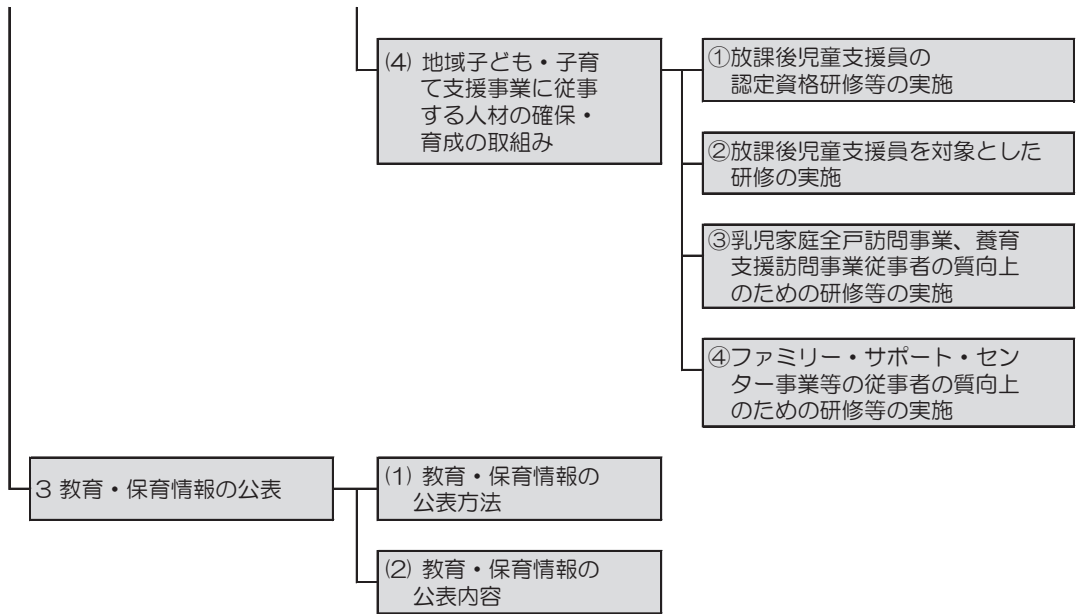 (4) 地域子ども・子育
て支援事業に従事
する人材の確保・
育成の取組み
①放課後児童支援員の
認定資格研修等の実施
②放課後児童支援員を対象とした
研修の実施
③乳児家庭全戸訪問事業、養育
支援訪問事業従事者の質向上
のための研修等の実施
④ファミリー・サポート・セン
ター事業等の従事者の質向上
のための研修等の実施
3 教育・保育情報の公表
(1) 教育・保育情報の
公表方法
(2) 教育・保育情報の
公表内容